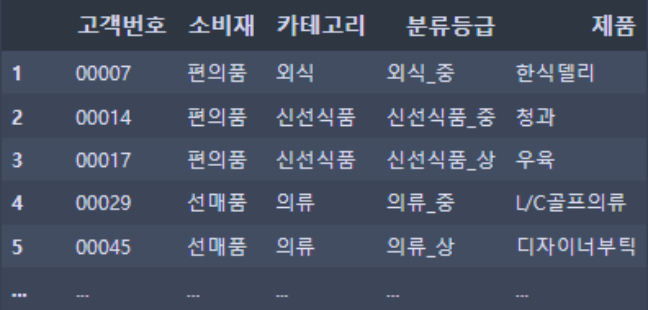 고객번호 소비재 카테고리 분류등급 제품
1 00007 편의품 외식 외식_중 한식델리
2 00014 편의품 신선식품 신선식품_중 청과
3 00017 편의품 신선식품 신선식품_상 우육
4 00029 선매품 의류 의류_중 L/C골프의류
5 00045 선매품 의류 의류_상 디자이너부틱
... ... ... ... ... ...